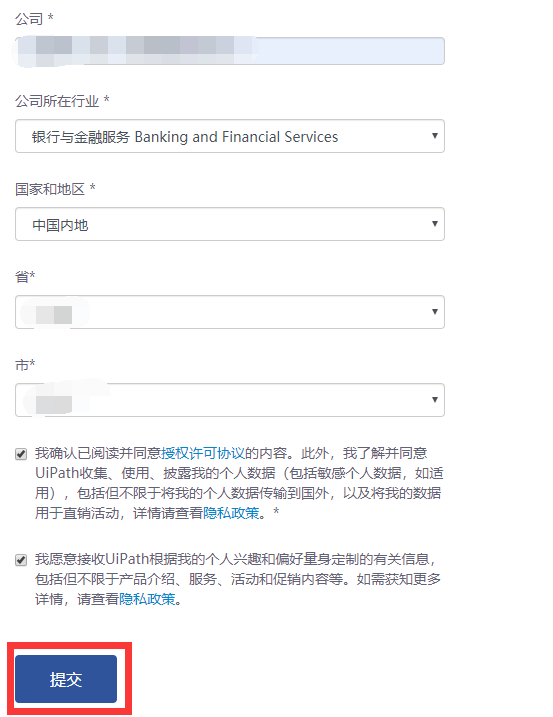 公司 *
公司所在行业 *
银行与金融服务 Banking and Financial Services
国家和地区 *
中国内地
省*
市*
我确认已阅读并同意授权许可协议的内容。此外，我了解并同意
UiPath收集、使用、披露我的个人数据（包括敏感个人数据，如适
用），包括但不限于将我的个人数据传输到国外，以及将我的数据
用于直销活动，详情请查看隐私政策。*
我愿意接收UiPath根据我的个人兴趣和偏好量身定制的有关信息，
包括但不限于产品介绍、服务、活动和促销内容等。如需获知更多
详情，请查看隐私政策。
提交